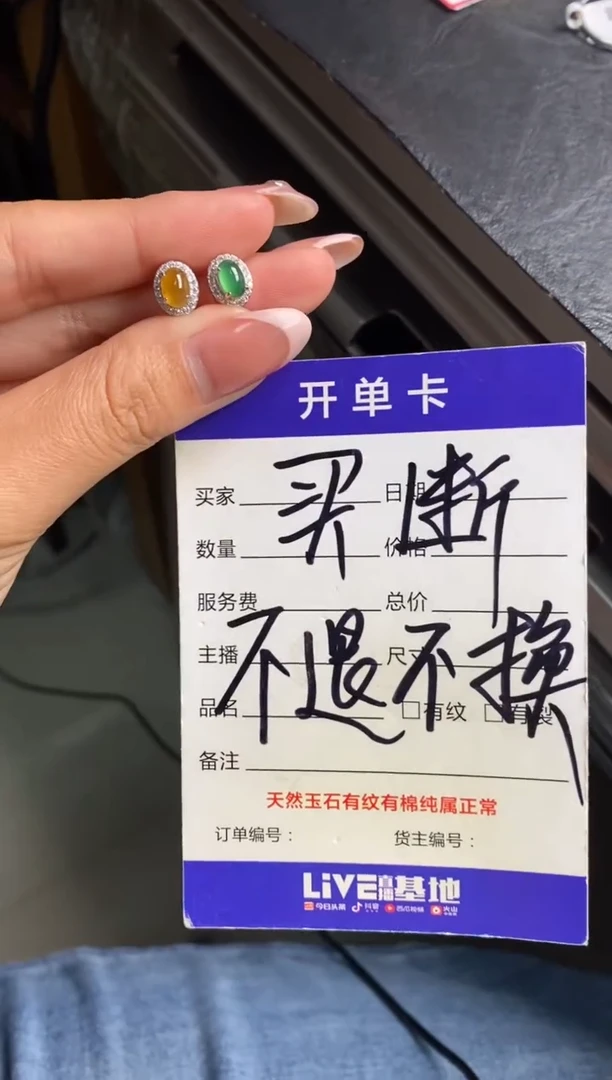 开单卡
买家 日期
数量 价格
买断
服务费 总价
主播 尺寸
不退不换
品名 □有纹 □有裂
备注
天然玉石有纹有棉纯属正常
订单编号： 货主编号：
LiVE直播基地
今日头条 抖音 西瓜视频 火山